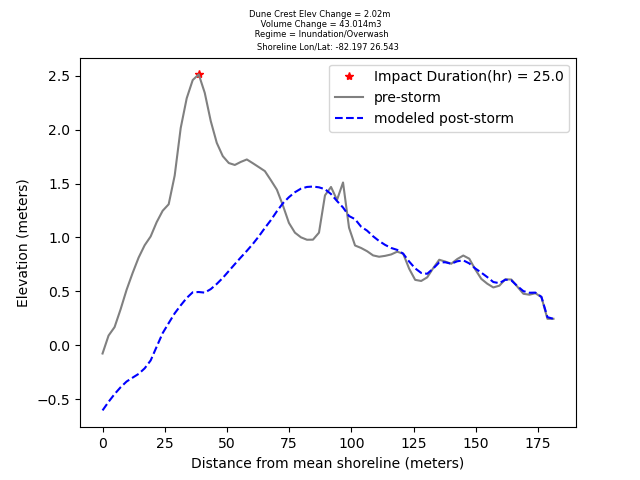 Dune Crest Elev Change = 2.02m
Volume Change = 43.014m3
Regime = Inundation/Overwash
Shoreline Lon/Lat: -82.197 26.543
Impact Duration(hr) = 25.0
pre-storm
modeled post-storm
Elevation (meters)
2.5
2.0
1.5
1.0
0.5
0.0
−0.5
0 25 50 75 100 125 150 175
Distance from mean shoreline (meters)